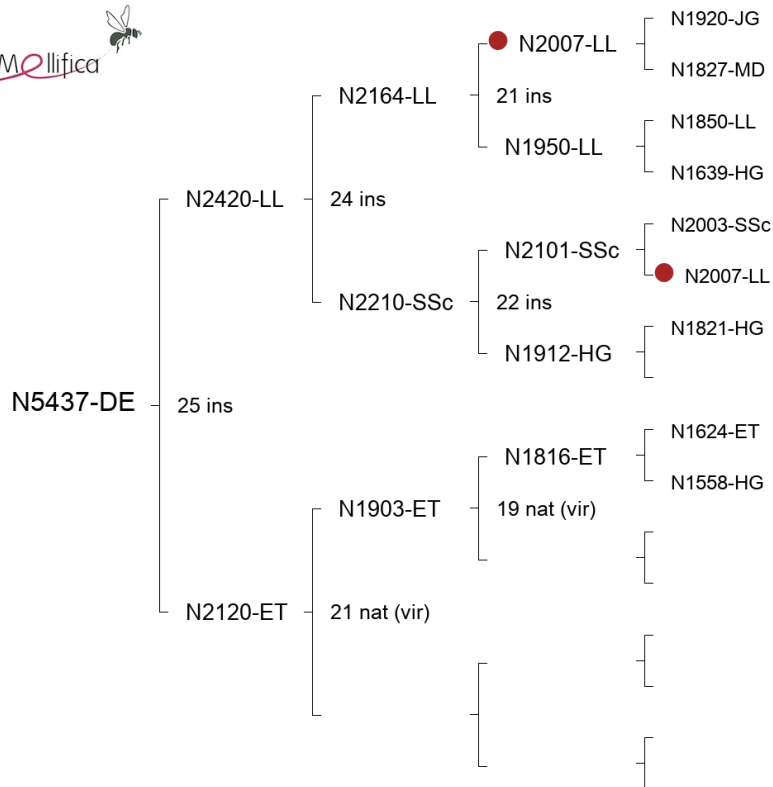 Mellifica
N1920-JG
N2007-LL
N1827-MD
N2164-LL
21 ins
N1850-LL
N1950-LL
N1639-HG
N2420-LL
24 ins
N2003-SSc
N2101-SSc
N2007-LL
N2210-SSc
22 ins
N1821-HG
N1912-HG
N5437-DE
25 ins
N1624-ET
N1816-ET
N1558-HG
N1903-ET
19 nat (vir)
N2120-ET
21 nat (vir)